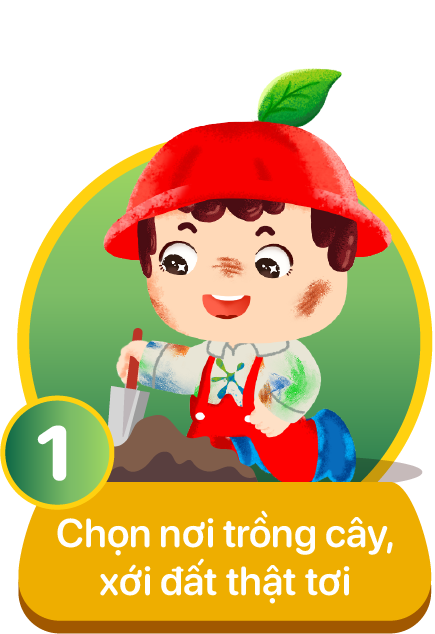 1
Chọn nơi trồng cây,
xới đất thật tơi